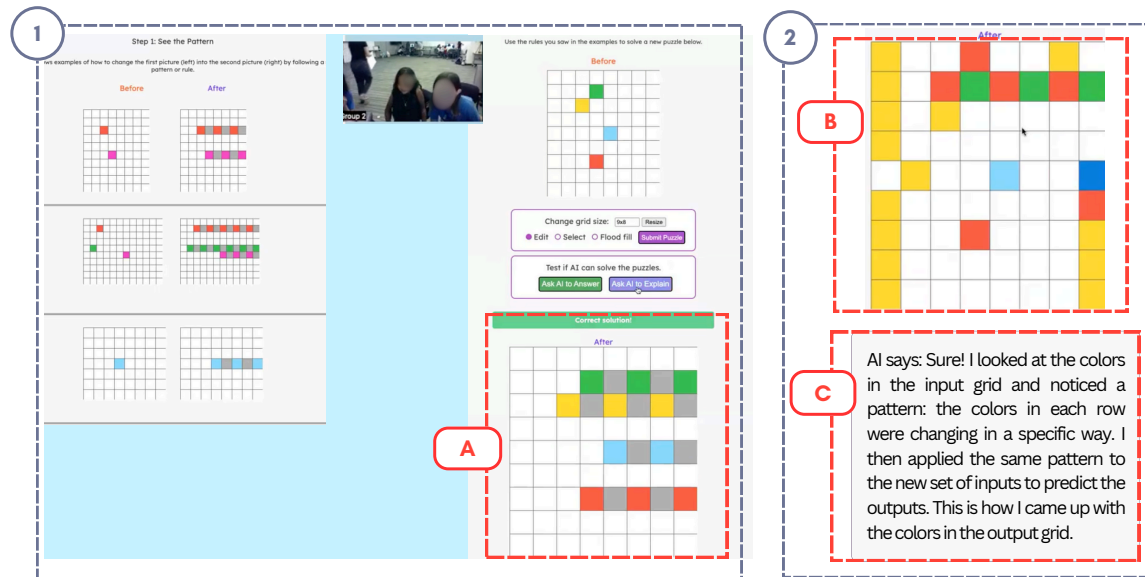 1
Step 1: See the Pattern
ws examples of how to change the first picture (left) into the second picture (right) by following a
pattern or rule.
Before
After
Group 2
Use the rules you saw in the examples to solve a new puzzle below.
Before
Change grid size: 9x8 Resize
Edit Select Flood fill Submit Puzzle
Test if AI can solve the puzzles.
Ask AI to Answer Ask AI to Explain
Correct solution!
After
A
2
After
B
C
AI says: Sure! I looked at the colors
in the input grid and noticed a
pattern: the colors in each row
were changing in a specific way. I
then applied the same pattern to
the new set of inputs to predict the
outputs. This is how I came up with
the colors in the output grid.